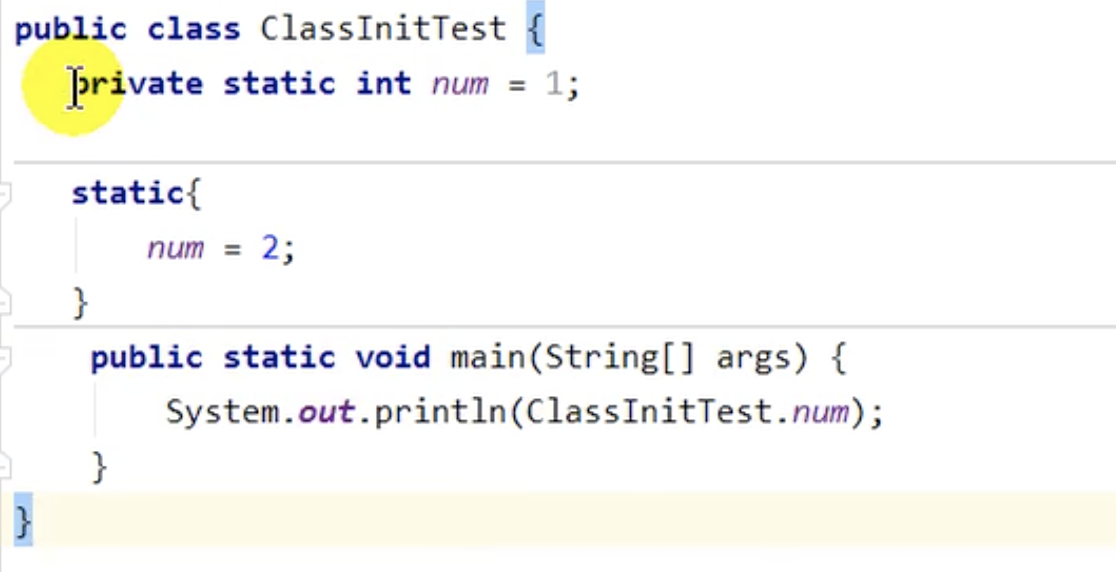 public class ClassInitTest {
private static int num = 1;
static{
num = 2;
}
public static void main(String[] args) {
System.out.println(ClassInitTest.num);
}
}